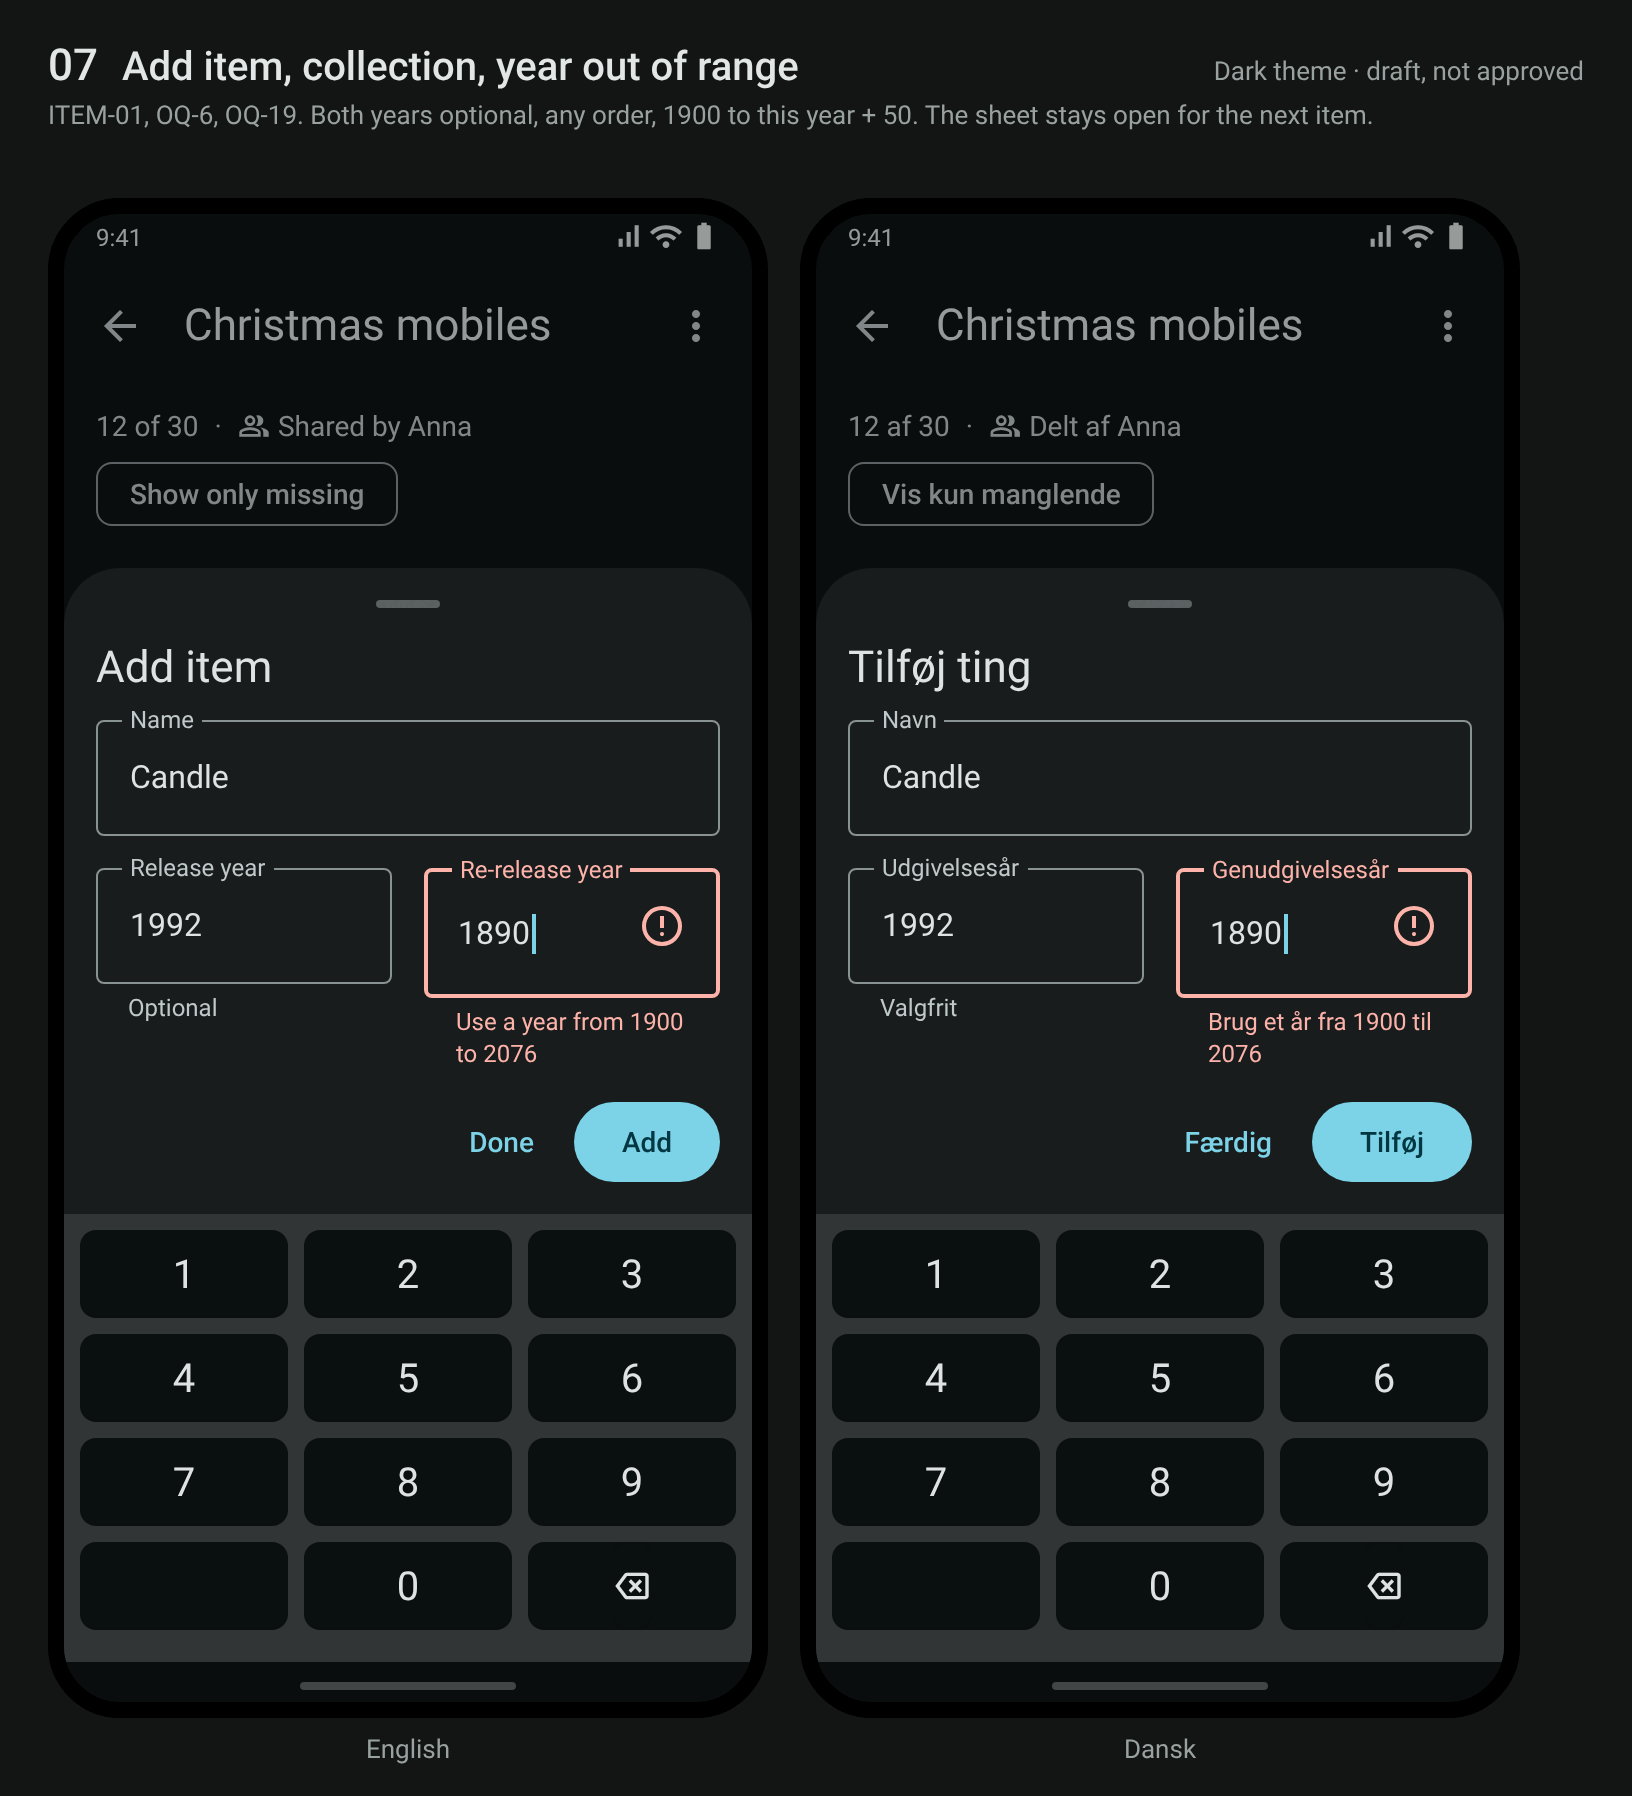 07 Add item, collection, year out of range
Dark theme · draft, not approved
ITEM-01, OQ-6, OQ-19. Both years optional, any order, 1900 to this year + 50. The sheet stays open for the next item.
9:41
Christmas mobiles
12 of 30 · Shared by Anna
Show only missing
Add item
Name
Candle
Release year
1992
Optional
Re-release year
1890
Use a year from 1900
to 2076
Done
Add
1 2 3
4 5 6
7 8 9
0
English
9:41
Christmas mobiles
12 af 30 · Delt af Anna
Vis kun manglende
Tilføj ting
Navn
Candle
Udgivelsesår
1992
Valgfrit
Genudgivelsesår
1890
Brug et år fra 1900 til
2076
Færdig
Tilføj
1 2 3
4 5 6
7 8 9
0
Dansk